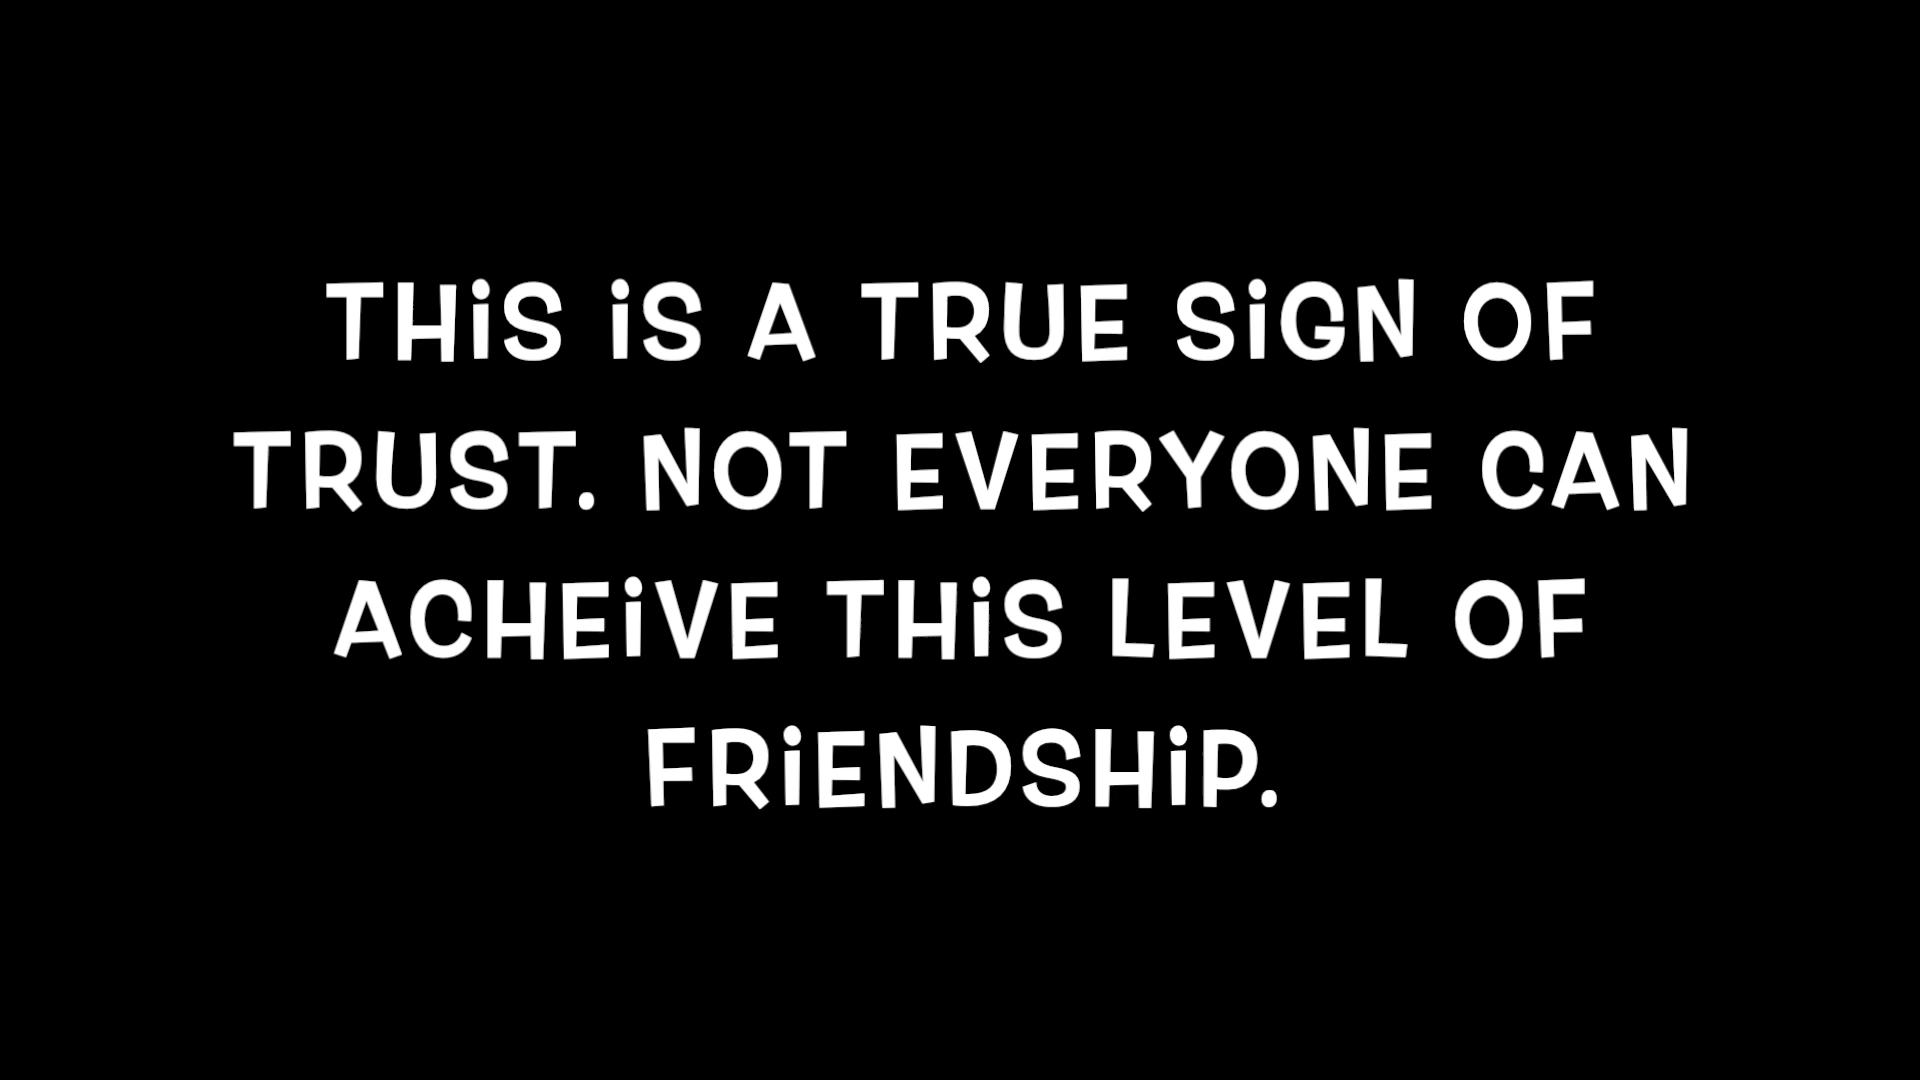 THiS iS A TRUE SiGN OF
TRUST. NOT EVERYONE CAN
ACHEiVE THiS LEVEL OF
FRiENDSHiP.